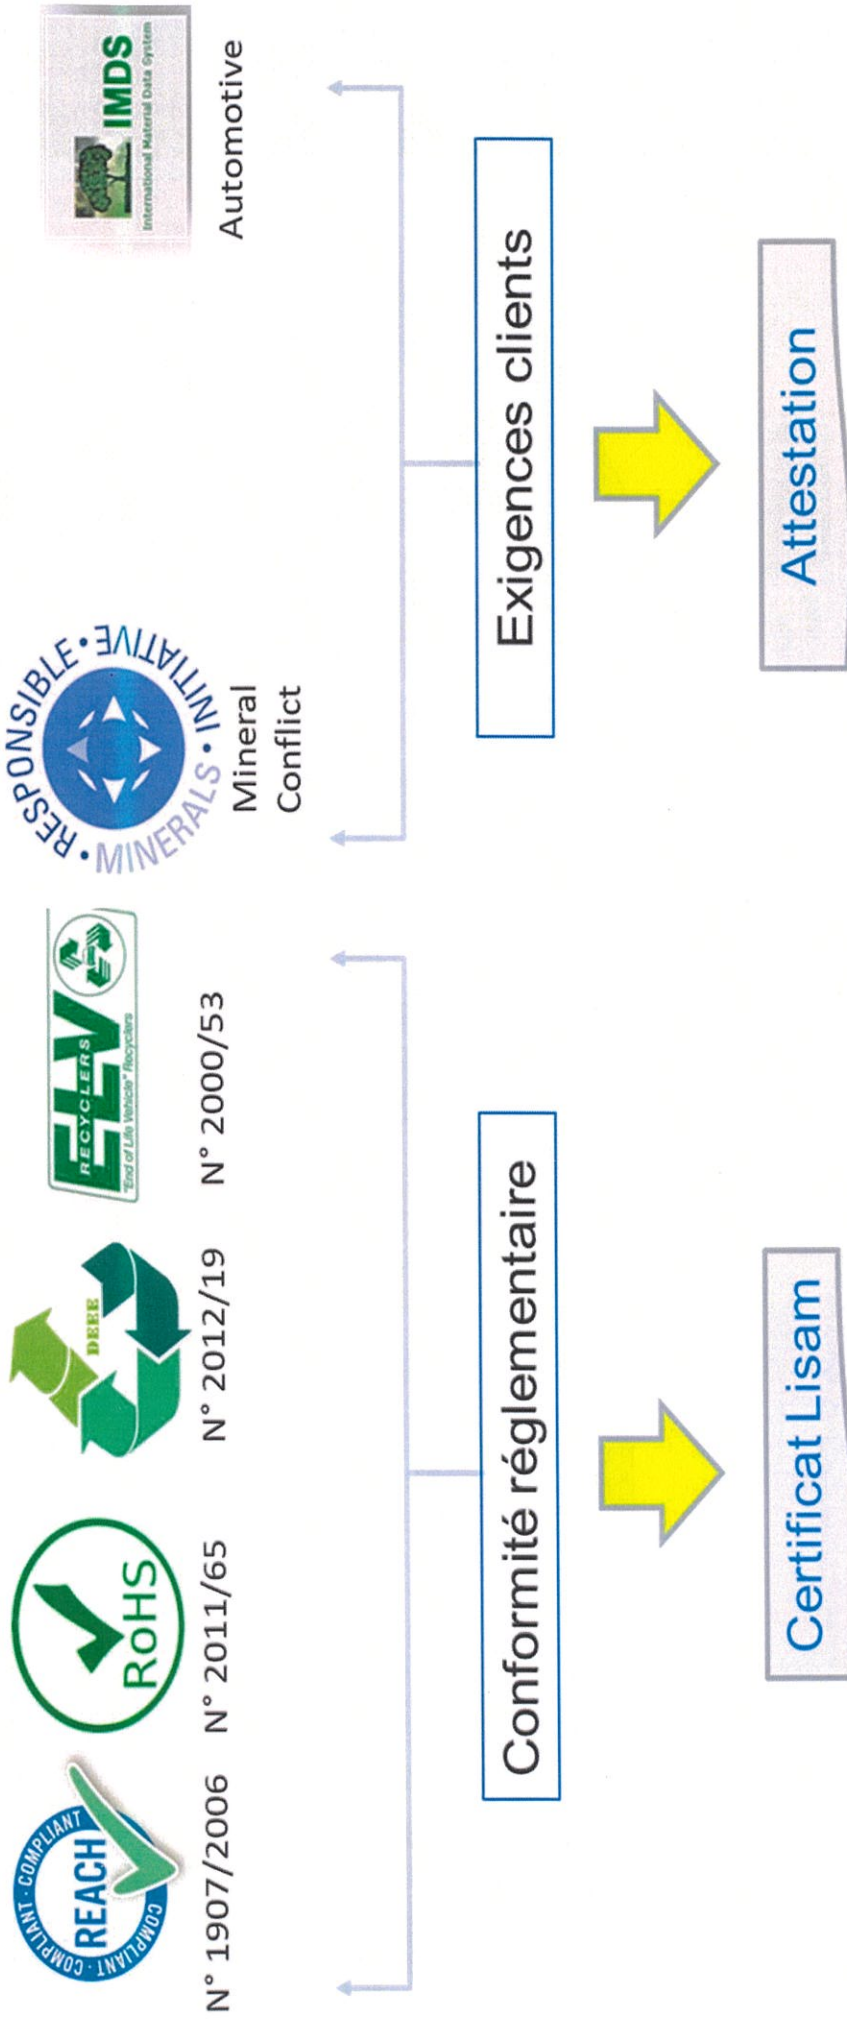 COMPLIANT · COMPLIANT · COMPLIANT · COMPLIANT
REACH
N° 1907/2006
RoHS
N° 2011/65
DEEE
N° 2012/19
ELV
RECYCLERS
"End of Life Vehicle" Recyclers
N° 2000/53
• RESPONSIBLE • MINERALS • INITIATIVE
Mineral
Conflict
IMDS
International Material Data System
Automotive
Conformité réglementaire
Exigences clients
Certificat Lisam
Attestation